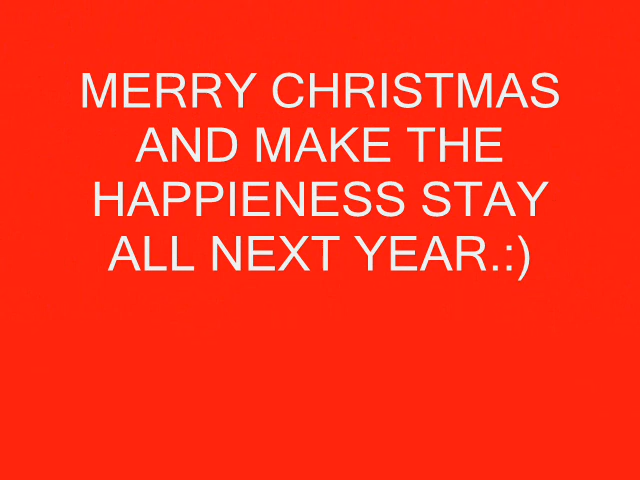 MERRY CHRISTMAS
AND MAKE THE
HAPPIENESS STAY
ALL NEXT YEAR.:)